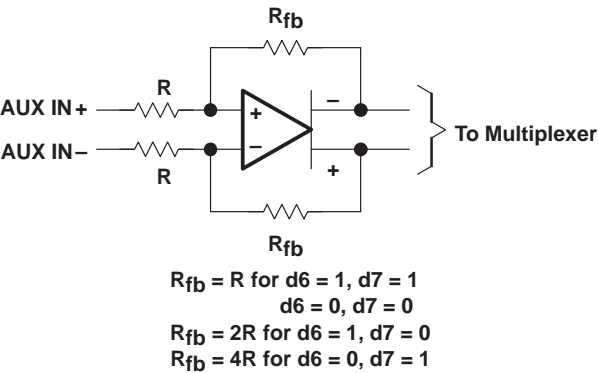 Rfb
R
AUX IN+
AUX IN–
R
+
–
–
+
To Multiplexer
Rfb
Rfb = R for d6 = 1, d7 = 1
d6 = 0, d7 = 0
Rfb = 2R for d6 = 1, d7 = 0
Rfb = 4R for d6 = 0, d7 = 1